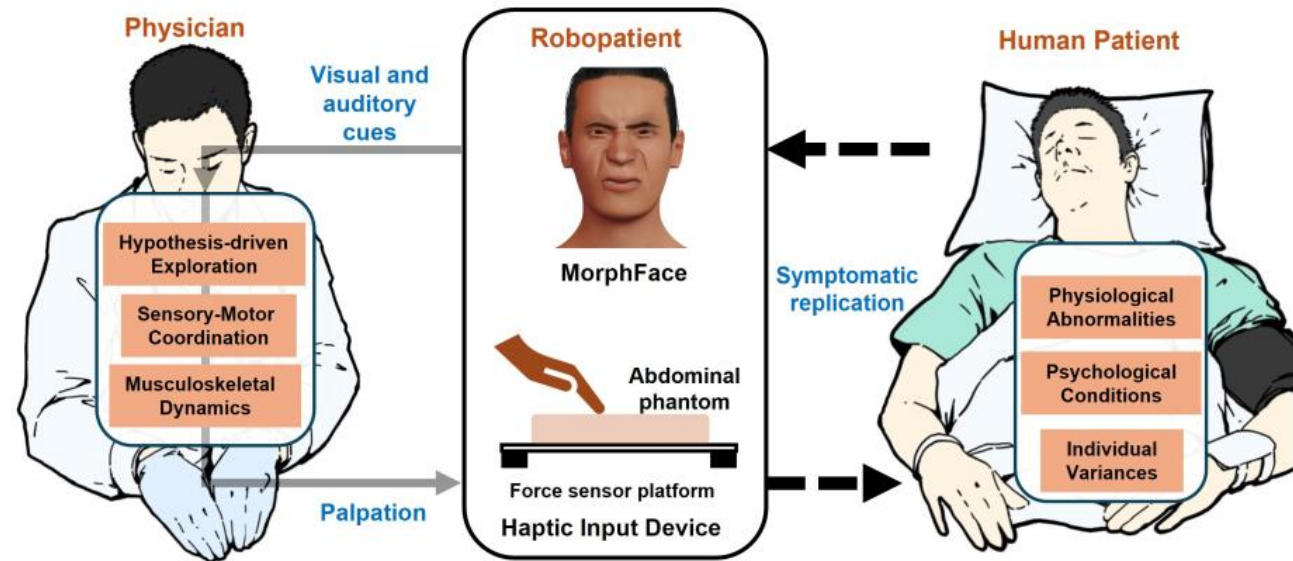 Physician
Visual and
auditory
cues
Hypothesis-driven
Exploration
Sensory-Motor
Coordination
Musculoskeletal
Dynamics
Palpation
Robopatient
MorphFace
Abdominal
phantom
Force sensor platform
Haptic Input Device
Symptomatic
replication
Human Patient
Physiological
Abnormalities
Psychological
Conditions
Individual
Variances